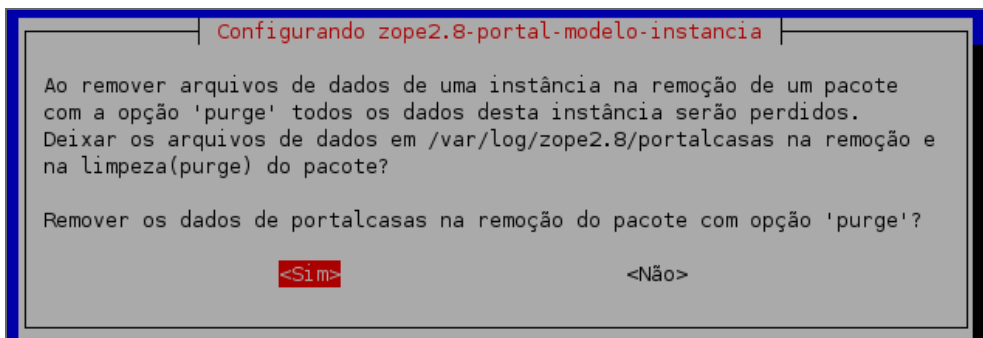 Configurando zope2.8-portal-modelo-instancia
Ao remover arquivos de dados de uma instância na remoção de um pacote
com a opção 'purge' todos os dados desta instância serão perdidos.
Deixar os arquivos de dados em /var/log/zope2.8/portalcasas na remoção e
na limpeza(purge) do pacote?
Remover os dados de portalcasas na remoção do pacote com opção 'purge'?
<Sim> <Não>